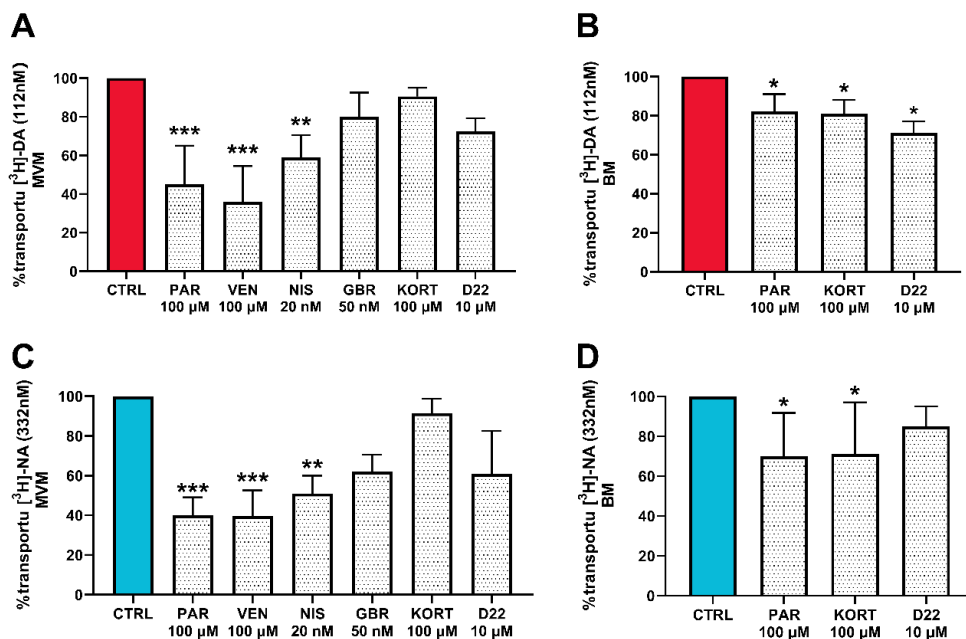 A
%transportu [³H]-DA (112nM)
MVM
100
80
60
40
20
0
*** *** **
CTRL PAR VEN NIS GBR KORT D22
100 µM 100 µM 20 nM 50 nM 100 µM 10 µM
B
%transportu [³H]-DA (112nM)
BM
100
80
60
40
20
0
* * *
CTRL PAR KORT D22
100 µM 100 µM 10 µM
C
%transportu [³H]-NA (332nM)
MVM
100
80
60
40
20
0
*** *** **
CTRL PAR VEN NIS GBR KORT D22
100 µM 100 µM 20 nM 50 nM 100 µM 10 µM
D
%transportu [³H]-NA (332nM)
BM
100
80
60
40
20
0
* *
CTRL PAR KORT D22
100 µM 100 µM 10 µM